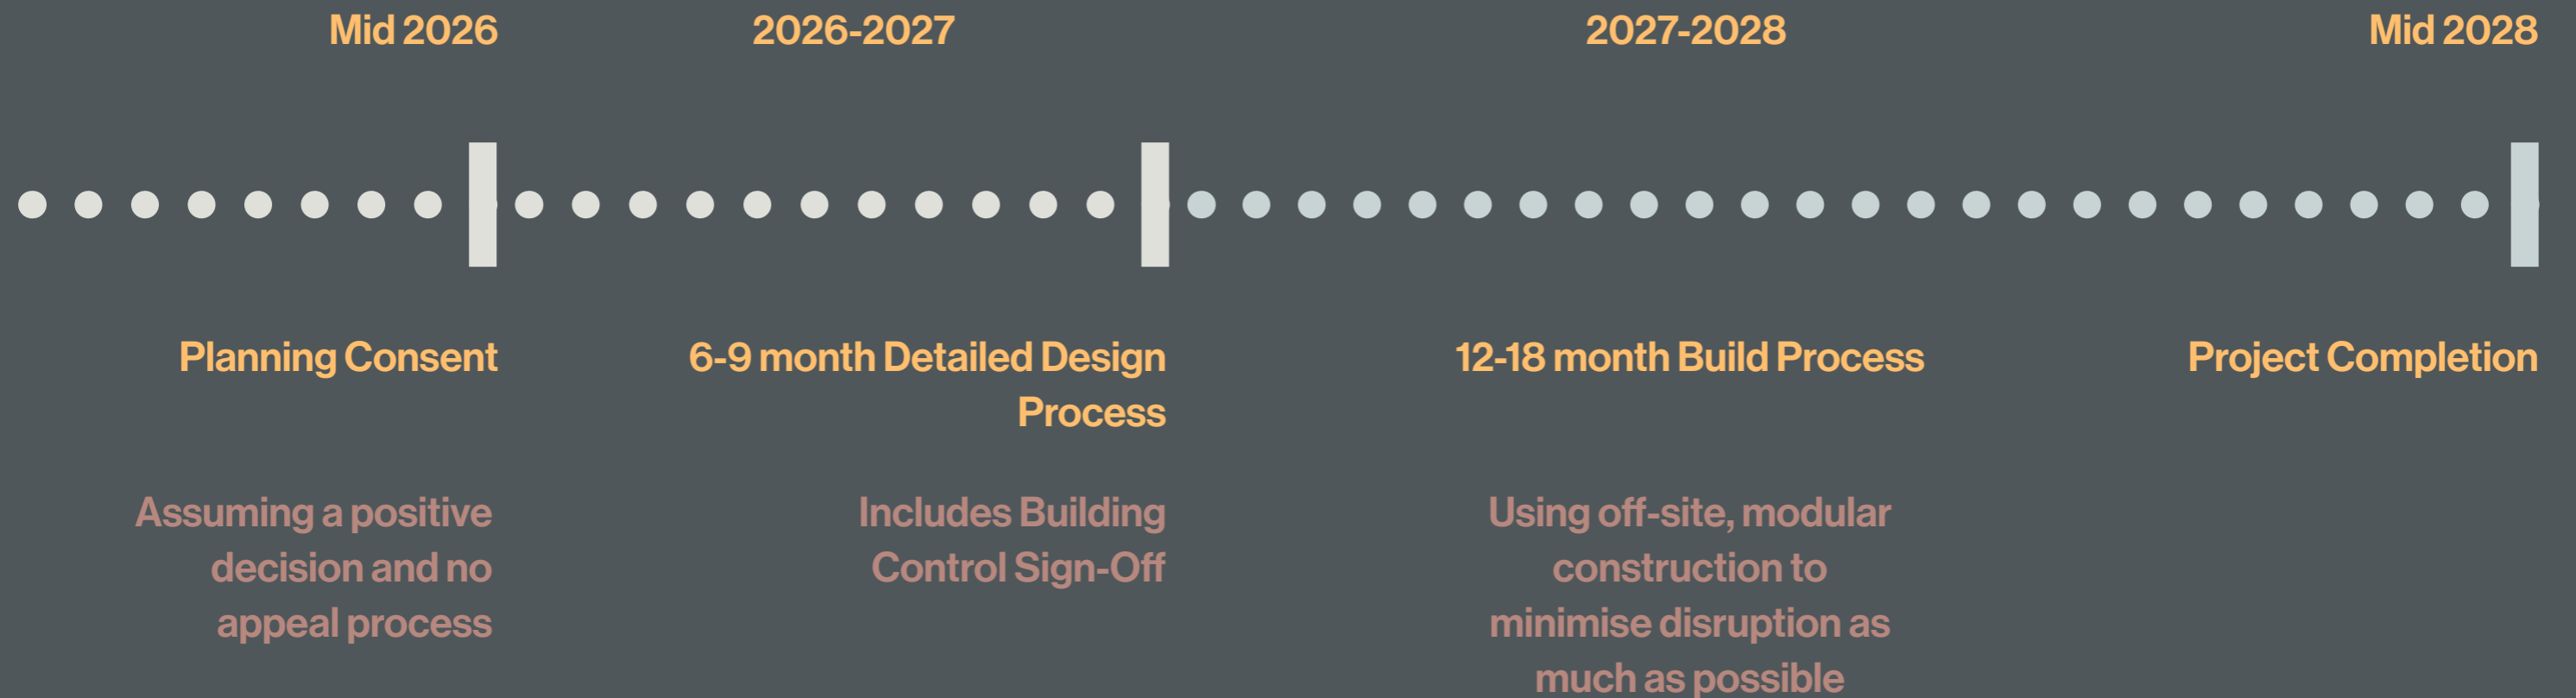 Mid 2026
2026-2027
2027-2028
Mid 2028
Planning Consent
6-9 month Detailed Design
Process
12-18 month Build Process
Project Completion
Assuming a positive
decision and no
appeal process
Includes Building
Control Sign-Off
Using off-site, modular
construction to
minimise disruption as
much as possible